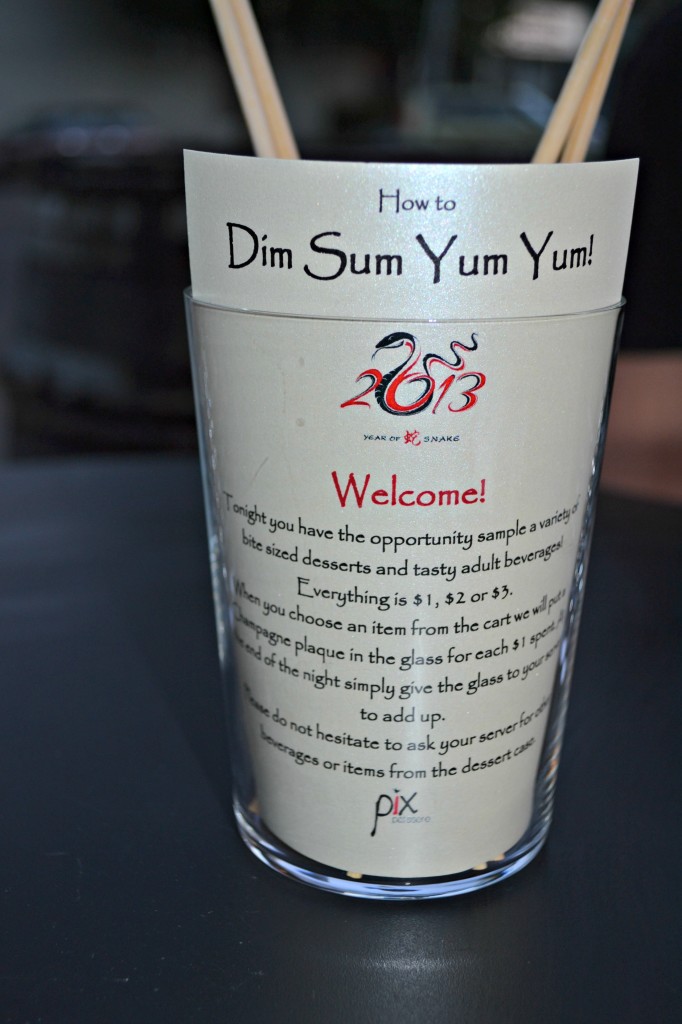 How to
Dim Sum Yum Yum!
2013
YEAR OF 蛇 SNAKE
Welcome!
Tonight you have the opportunity sample a variety of
bite sized desserts and tasty adult beverages!
Everything is $1, $2 or $3.
When you choose an item from the cart we will put a
Champagne plaque in the glass for each $1 spent.
the end of the night simply give the glass to your
to add up.
Please do not hesitate to ask your server for
beverages or items from the dessert case.
pix
patisserie